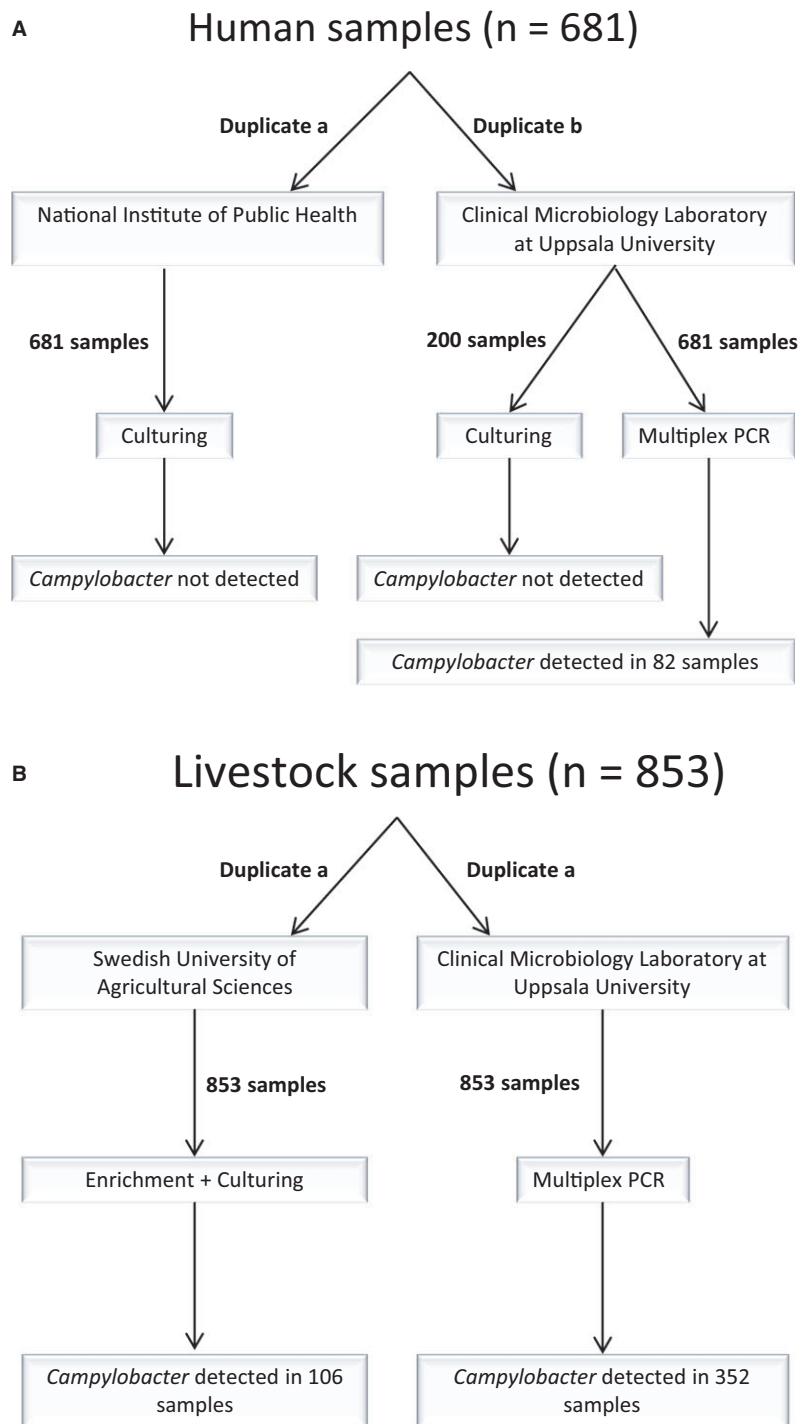 A
Human samples (n = 681)
Duplicate a
Duplicate b
National Institute of Public Health
Clinical Microbiology Laboratory
at Uppsala University
681 samples
200 samples
681 samples
Culturing
Culturing
Multiplex PCR
Campylobacter not detected
Campylobacter not detected
Campylobacter detected in 82 samples
B
Livestock samples (n = 853)
Duplicate a
Duplicate a
Swedish University of
Agricultural Sciences
Clinical Microbiology Laboratory at
Uppsala University
853 samples
853 samples
Enrichment + Culturing
Multiplex PCR
Campylobacter detected in 106
samples
Campylobacter detected in 352
samples